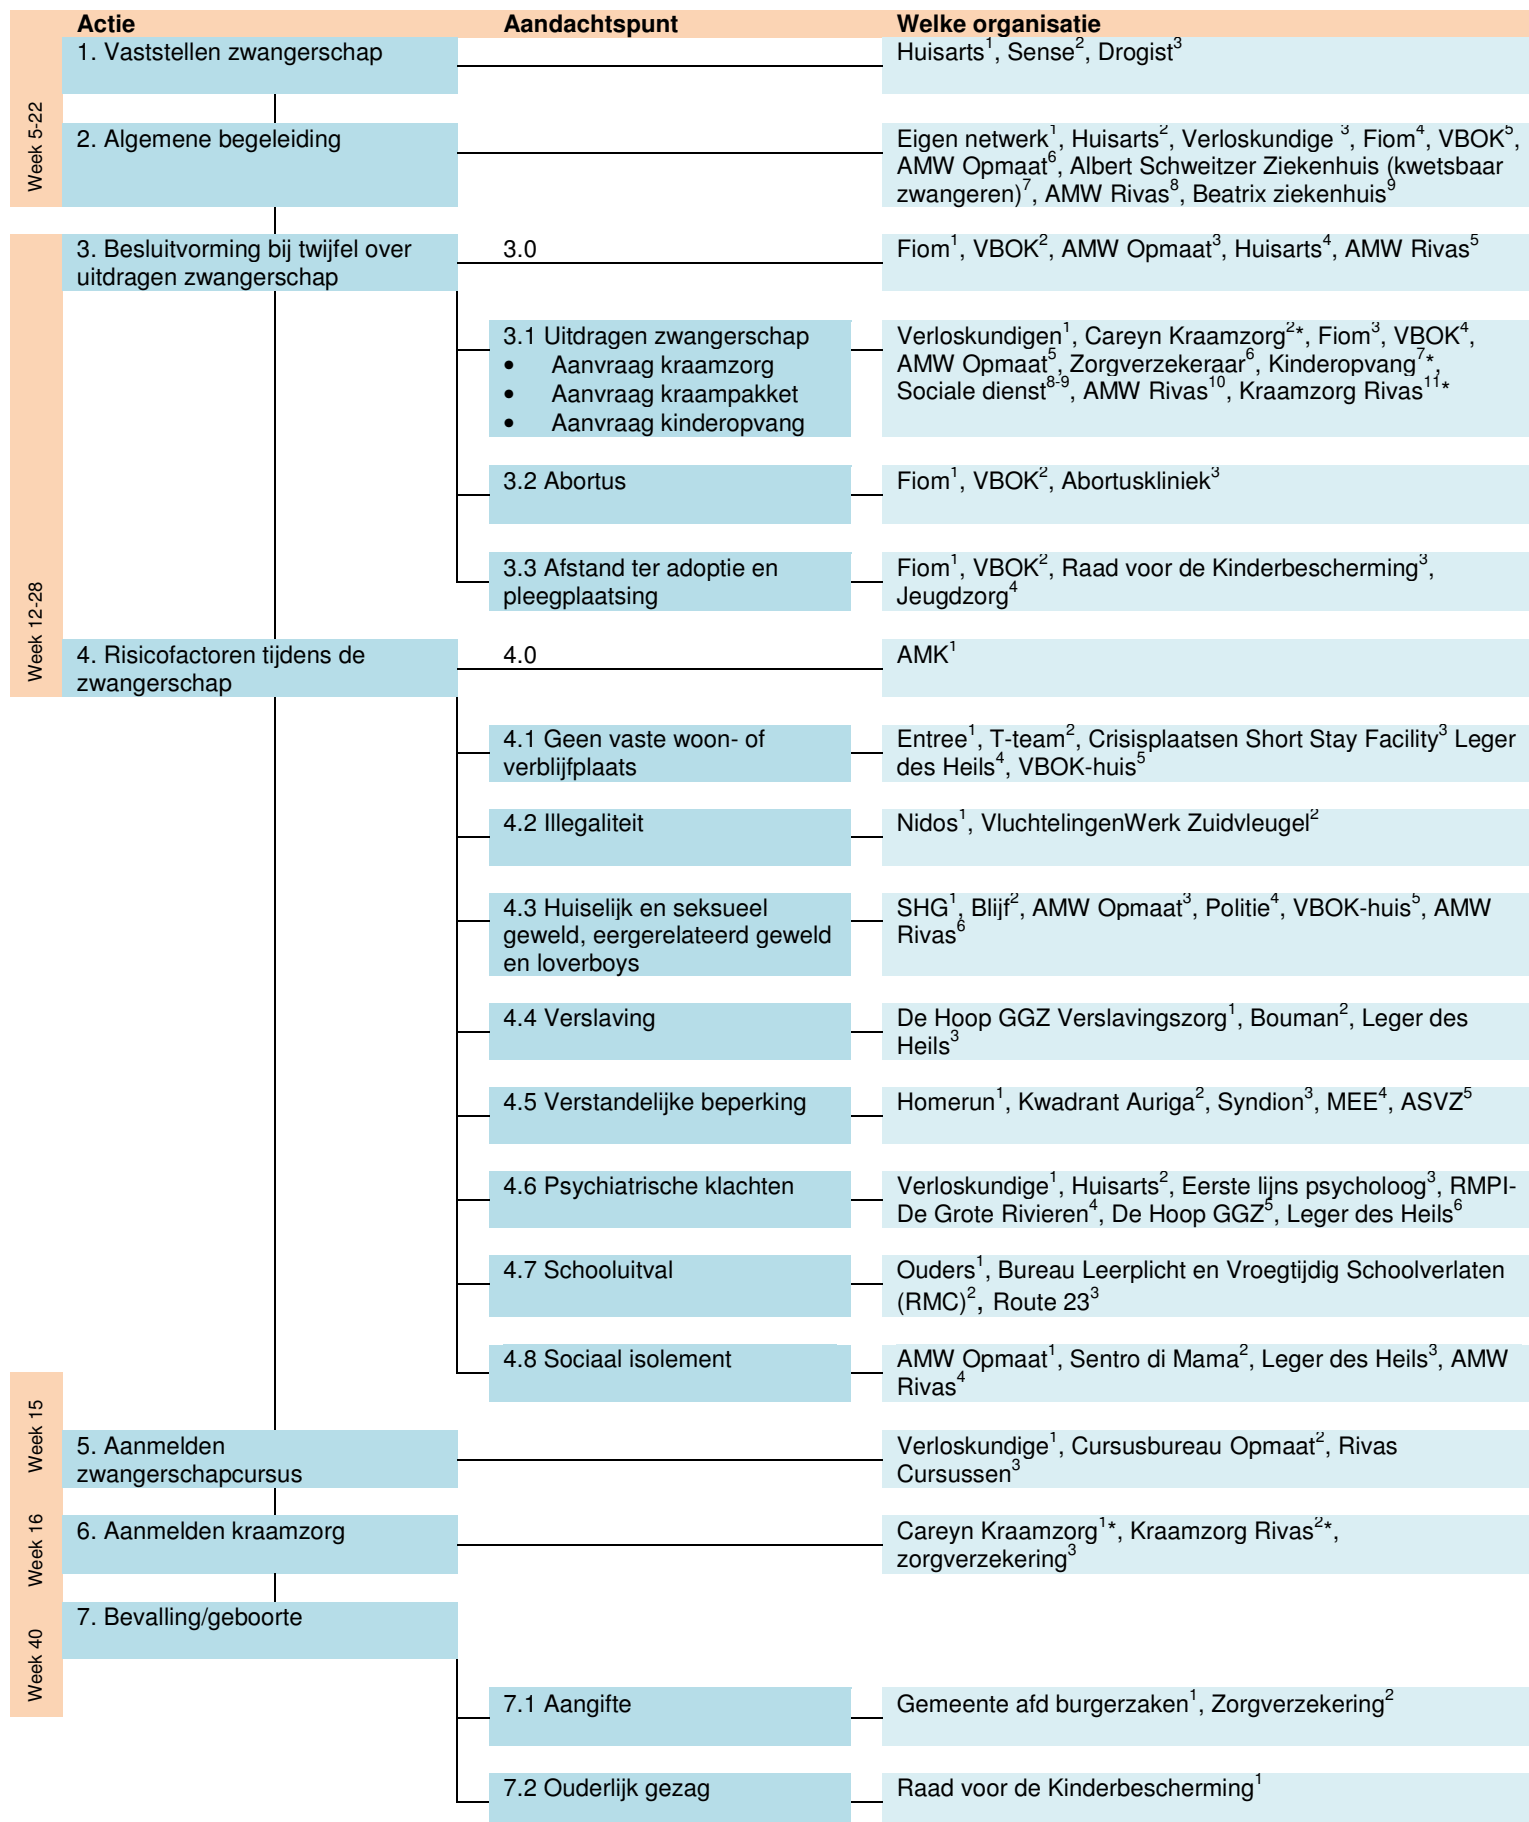 Actie Aandachtspunt Welke organisatie
Week 5-22
1. Vaststellen zwangerschap
Huisarts¹, Sense², Drogist³
2. Algemene begeleiding
Eigen netwerk¹, Huisarts², Verloskundige ³, Fiom⁴, VBOK⁵,
AMW Opmaat⁶, Albert Schweitzer Ziekenhuis (kwetsbaar
zwangeren)⁷, AMW Rivas⁸, Beatrix ziekenhuis⁹
Week 12-28
3. Besluitvorming bij twijfel over
uitdragen zwangerschap
3.0
Fiom¹, VBOK², AMW Opmaat³, Huisarts⁴, AMW Rivas⁵
3.1 Uitdragen zwangerschap
• Aanvraag kraamzorg
• Aanvraag kraampakket
• Aanvraag kinderopvang
Verloskundigen¹, Careyn Kraamzorg²*, Fiom³, VBOK⁴,
AMW Opmaat⁵, Zorgverzekeraar⁶, Kinderopvang⁷*,
Sociale dienst⁸⁻⁹, AMW Rivas¹⁰, Kraamzorg Rivas¹¹*
3.2 Abortus
Fiom¹, VBOK², Abortuskliniek³
3.3 Afstand ter adoptie en
pleegplaatsing
Fiom¹, VBOK², Raad voor de Kinderbescherming³,
Jeugdzorg⁴
4. Risicofactoren tijdens de
zwangerschap
4.0
AMK¹
4.1 Geen vaste woon- of
verblijfplaats
Entree¹, T-team², Crisisplaatsen Short Stay Facility³ Leger
des Heils⁴, VBOK-huis⁵
4.2 Illegaliteit
Nidos¹, VluchtelingenWerk Zuidvleugel²
4.3 Huiselijk en seksueel
geweld, eergerelateerd geweld
en loverboys
SHG¹, Blijf², AMW Opmaat³, Politie⁴, VBOK-huis⁵, AMW
Rivas⁶
4.4 Verslaving
De Hoop GGZ Verslavingszorg¹, Bouman², Leger des
Heils³
4.5 Verstandelijke beperking
Homerun¹, Kwadrant Auriga², Syndion³, MEE⁴, ASVZ⁵
4.6 Psychiatrische klachten
Verloskundige¹, Huisarts², Eerste lijns psycholoog³, RMPI-
De Grote Rivieren⁴, De Hoop GGZ⁵, Leger des Heils⁶
4.7 Schooluitval
Ouders¹, Bureau Leerplicht en Vroegtijdig Schoolverlaten
(RMC)², Route 23³
4.8 Sociaal isolement
AMW Opmaat¹, Sentro di Mama², Leger des Heils³, AMW
Rivas⁴
Week 15
5. Aanmelden
zwangerschapcursus
Verloskundige¹, Cursusbureau Opmaat², Rivas
Cursussen³
Week 16
6. Aanmelden kraamzorg
Careyn Kraamzorg¹*, Kraamzorg Rivas²*,
zorgverzekering³
Week 40
7. Bevalling/geboorte
7.1 Aangifte
Gemeente afd burgerzaken¹, Zorgverzekering²
7.2 Ouderlijk gezag
Raad voor de Kinderbescherming¹